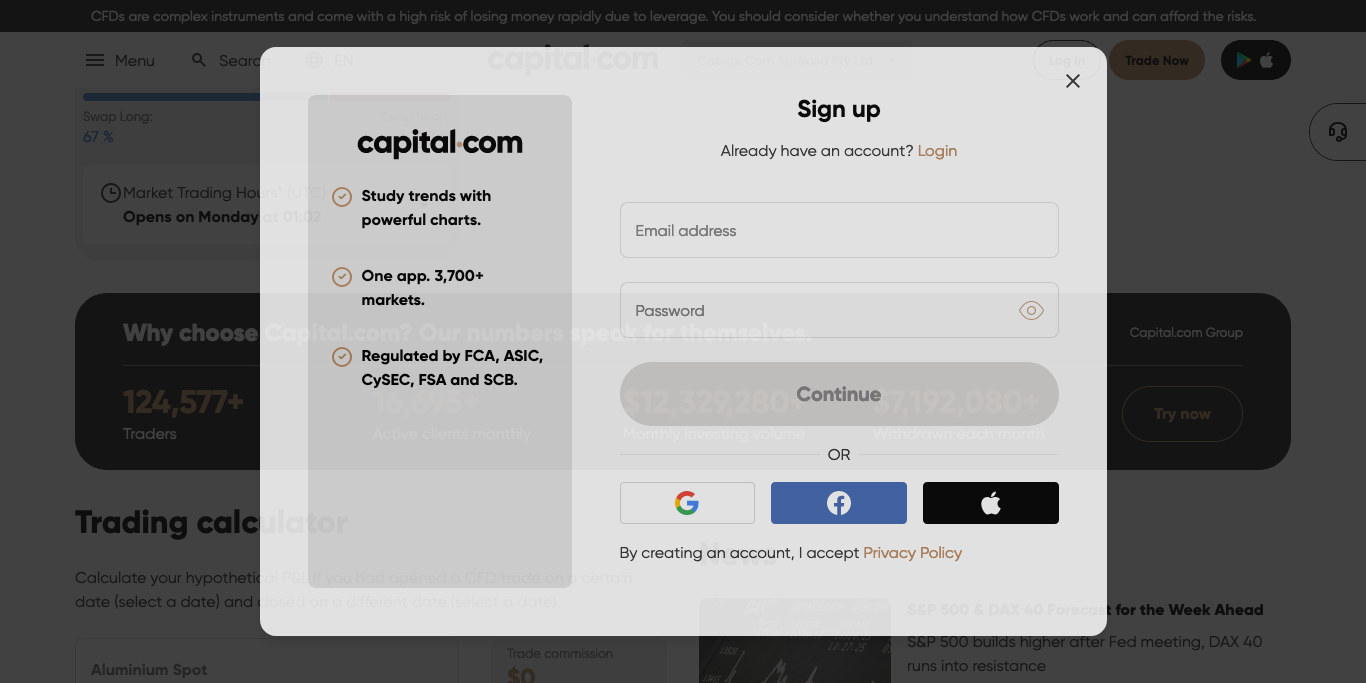 CFDs are complex instruments and come with a high risk of losing money rapidly due to leverage. You should consider whether you understand how CFDs work and can afford the risks.
Menu
Search
EN
capital.com
Capital Com Australia Pty Ltd
Log In
Trade Now
Swap Long:
67 %
Market Trading Hours* (UTC)
Opens on Monday at 01:02
capital.com
Study trends with
powerful charts.
One app. 3,700+
markets.
Regulated by FCA, ASIC,
CySEC, FSA and SCB.
Sign up
Already have an account? Login
Email address
Password
Continue
OR
By creating an account, I accept Privacy Policy
Why choose Capital.com? Our numbers speak for themselves.
Capital.com Group
124,577+
Traders
16,695+
Active clients monthly
$12,329,280+
Monthly investing volume
$7,192,080+
Withdrawn each month
Try now
Trading calculator
Calculate your hypothetical P&L if you had opened a CFD trade on a certain
date (select a date) and closed on a different date (select a date).
Aluminium Spot
Trade commission
$0
News
S&P 500 & DAX 40 Forecast for the Week Ahead
S&P 500 builds higher after Fed meeting, DAX 40
runs into resistance